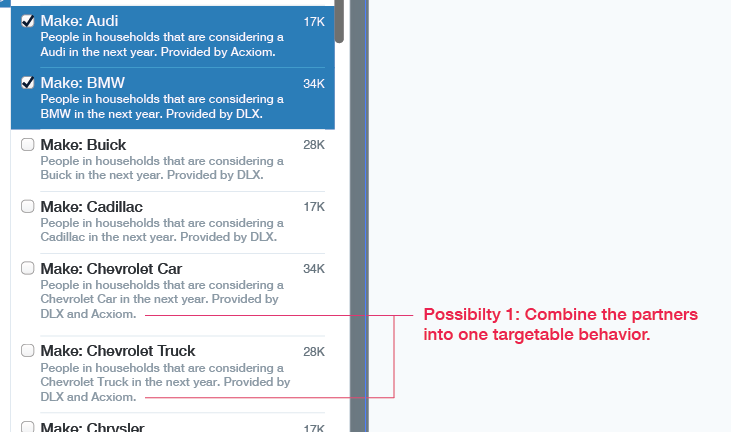 Make: Audi 17K
People in households that are considering a
Audi in the next year. Provided by Acxiom.
Make: BMW 34K
People in households that are considering a
BMW in the next year. Provided by DLX.
Make: Buick 28K
People in households that are considering a
Buick in the next year. Provided by DLX.
Make: Cadillac 17K
People in households that are considering a
Cadillac in the next year. Provided by DLX.
Make: Chevrolet Car 34K
People in households that are considering a
Chevrolet Car in the next year. Provided by
DLX and Acxiom.
Possibilty 1: Combine the partners
into one targetable behavior.
Make: Chevrolet Truck 28K
People in households that are considering a
Chevrolet Truck in the next year. Provided by
DLX and Acxiom.
Make: Chrysler 17K